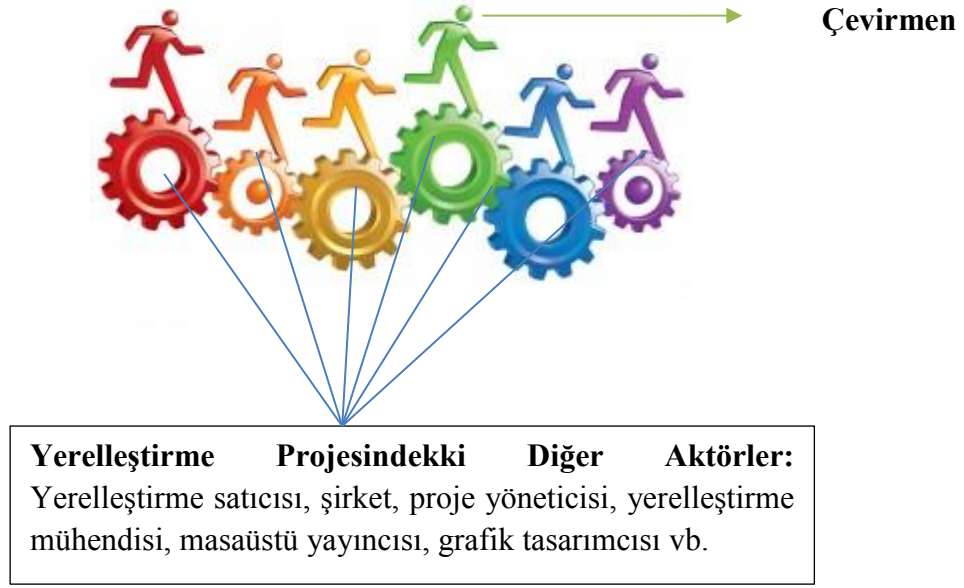 Çevirmen
Yerelleştirme Projesindekki Diğer Aktörler:
Yerelleştirme satıcısı, şirket, proje yöneticisi, yerelleştirme
mühendisi, masaüstü yayıncısı, grafik tasarımcısı vb.